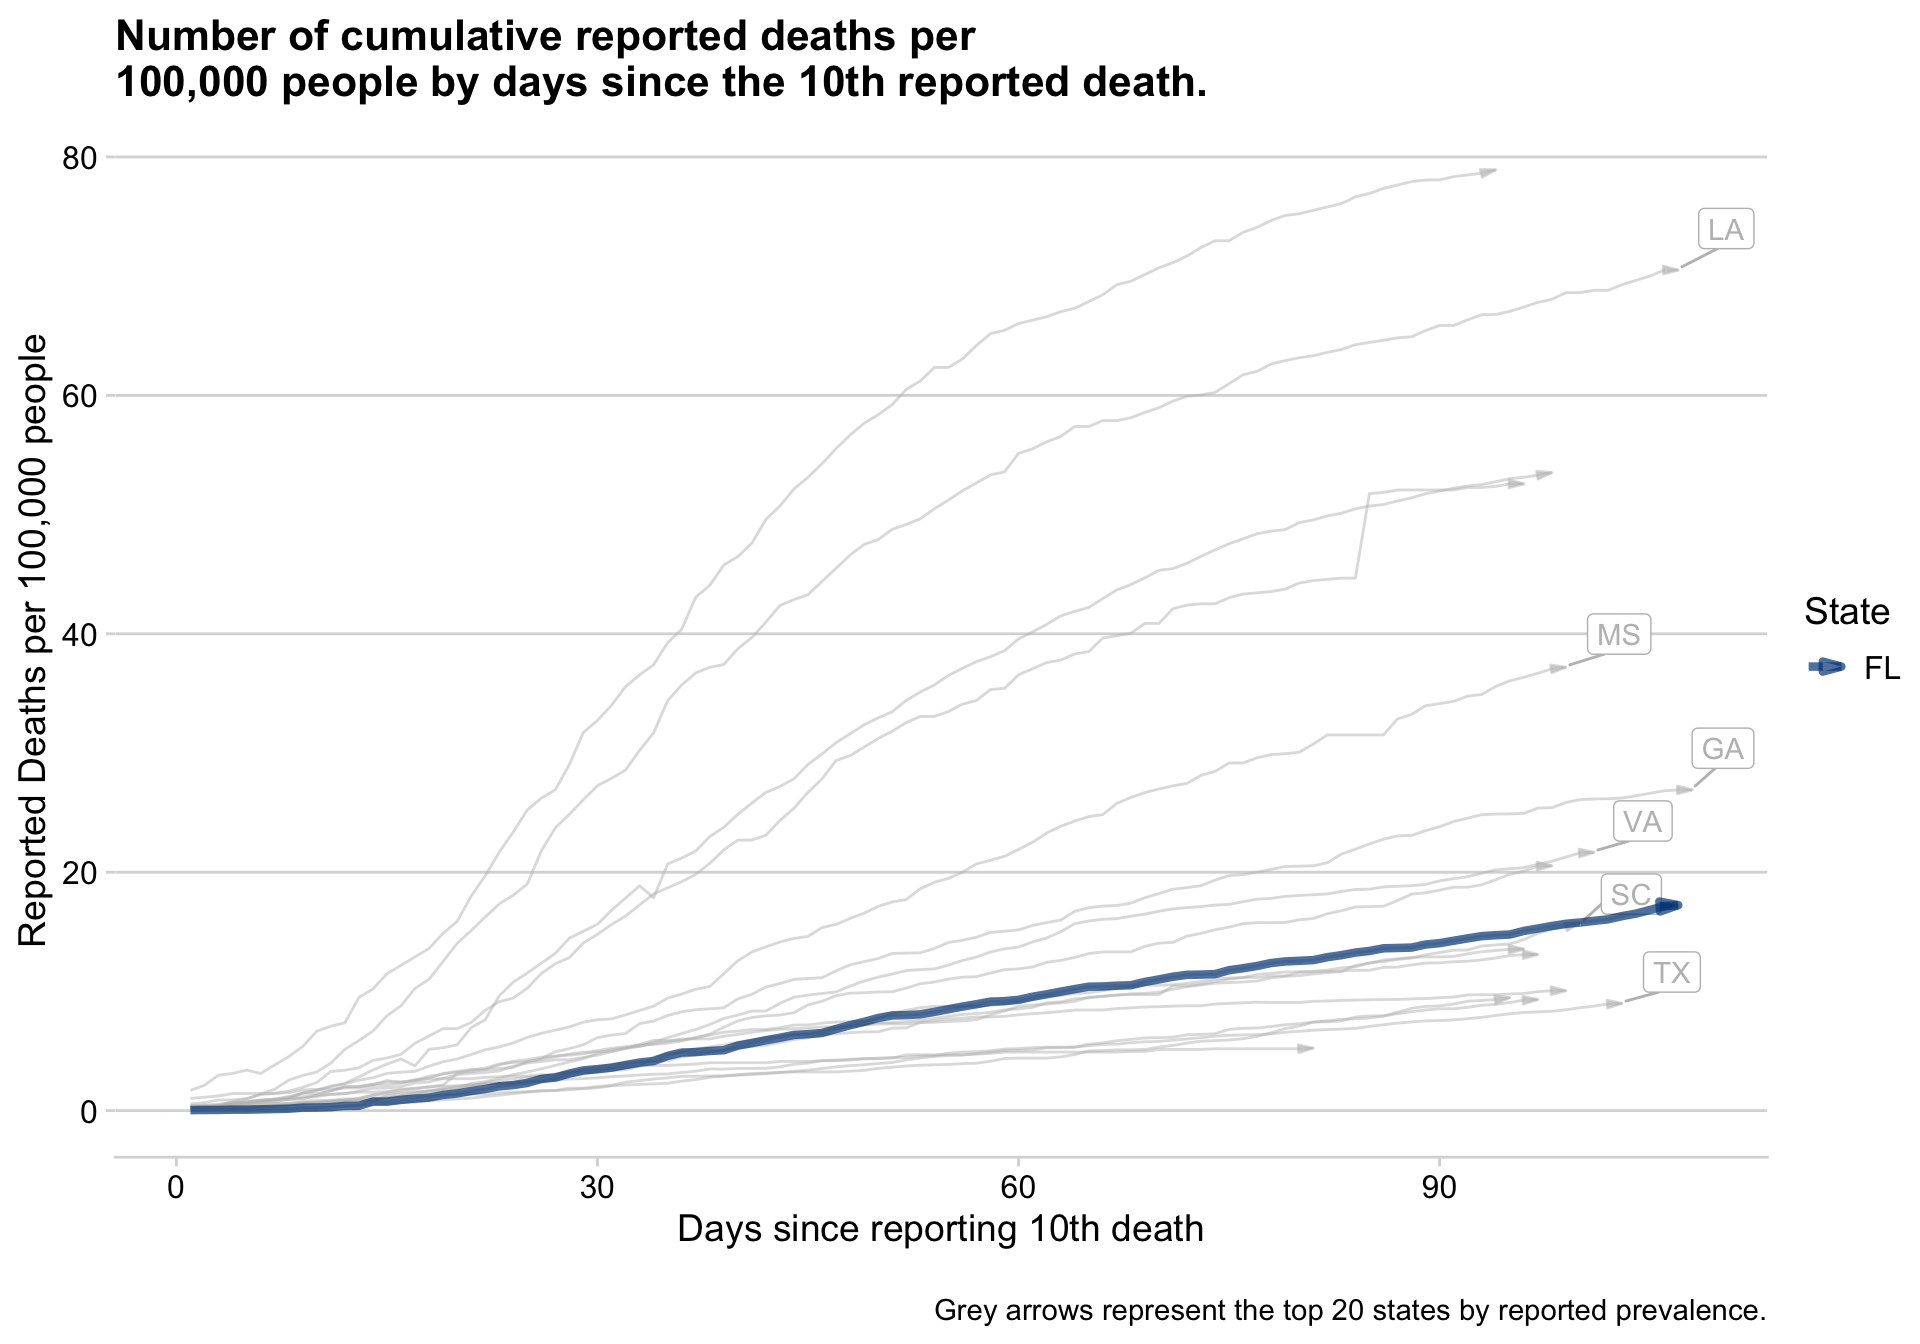 Number of cumulative reported deaths per
100,000 people by days since the 10th reported death.
Reported Deaths per 100,000 people
80
60
40
20
0
LA
MS
GA
VA
SC
TX
State
FL
0 30 60 90
Days since reporting 10th death
Grey arrows represent the top 20 states by reported prevalence.